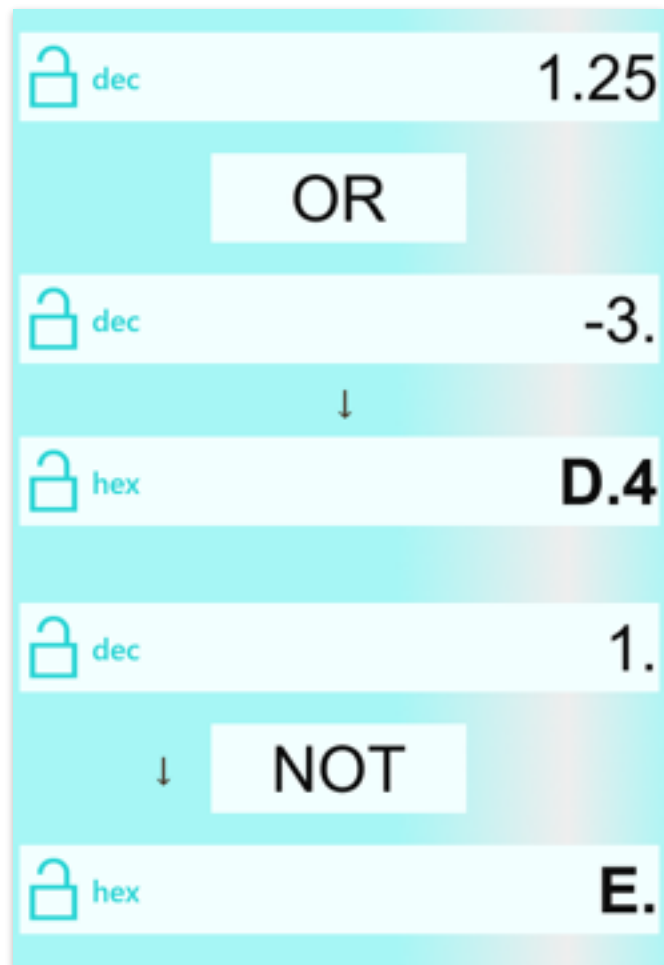 dec 1.25
OR
dec -3.
↓
hex D.4
dec 1.
↓ NOT
hex E.